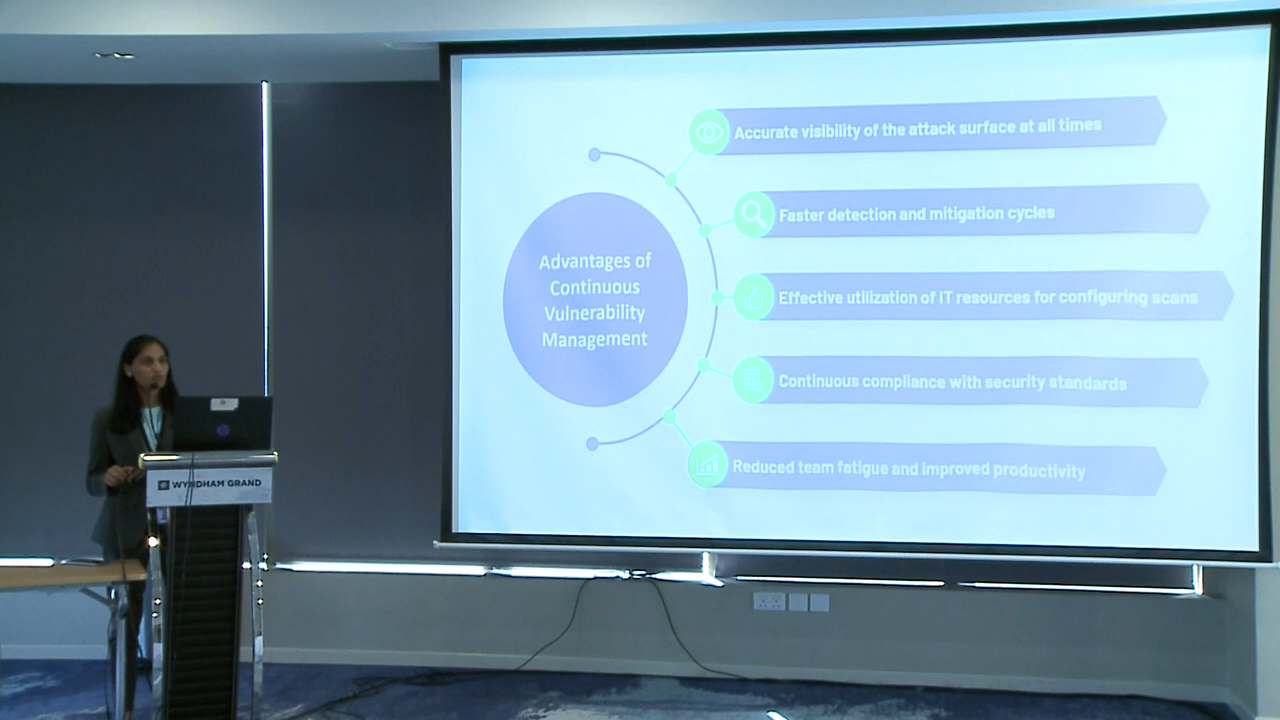 Accurate visibility of the attack surface at all times
Faster detection and mitigation cycles
Advantages of
Continuous
Vulnerability
Management
Effective utilization of IT resources for configuring scans
Continuous compliance with security standards
Reduced team fatigue and improved productivity
WYNDHAM GRAND